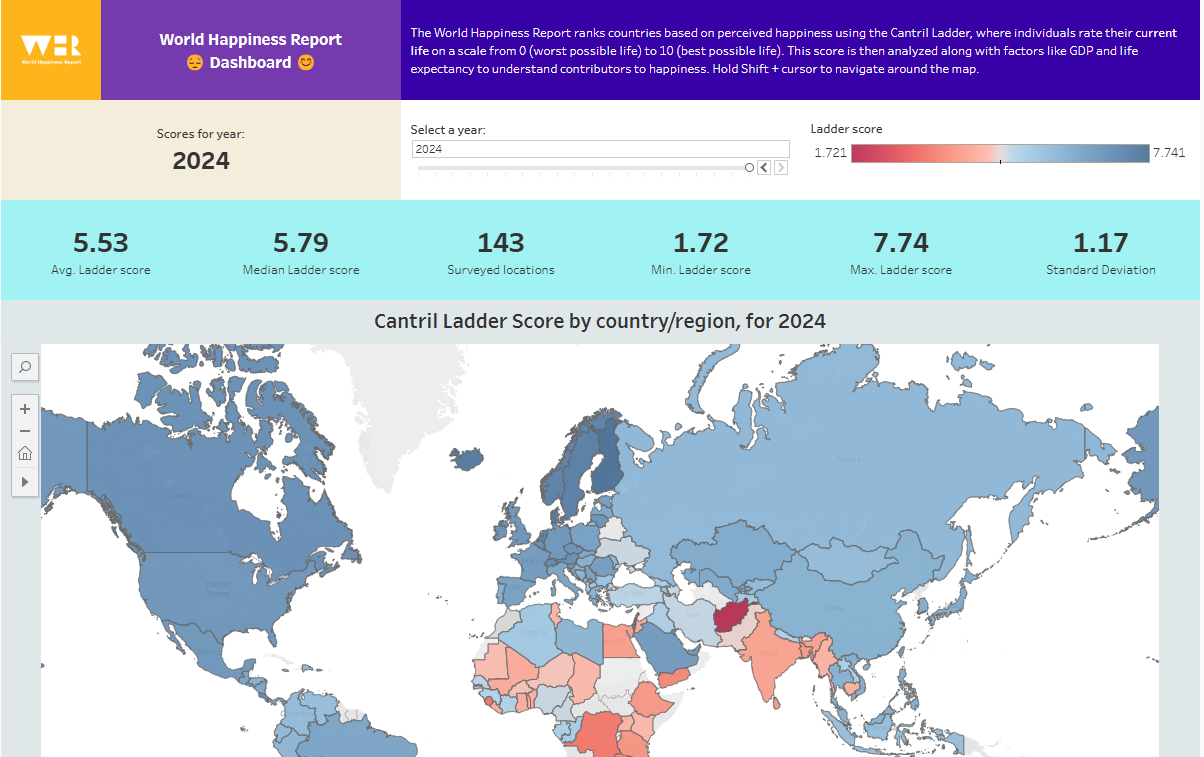 WHR
World Happiness Report
World Happiness Report
😔 Dashboard 😊
The World Happiness Report ranks countries based on perceived happiness using the Cantril Ladder, where individuals rate their current
life on a scale from 0 (worst possible life) to 10 (best possible life). This score is then analyzed along with factors like GDP and life
expectancy to understand contributors to happiness. Hold Shift + cursor to navigate around the map.
Scores for year:
2024
Select a year:
2024
Ladder score
1.721
7.741
5.53
Avg. Ladder score
5.79
Median Ladder score
143
Surveyed locations
1.72
Min. Ladder score
7.74
Max. Ladder score
1.17
Standard Deviation
Cantril Ladder Score by country/region, for 2024
Russia
Canada
United
States
Turkey
China
Iran
Algeria
Egypt
India
Mexico